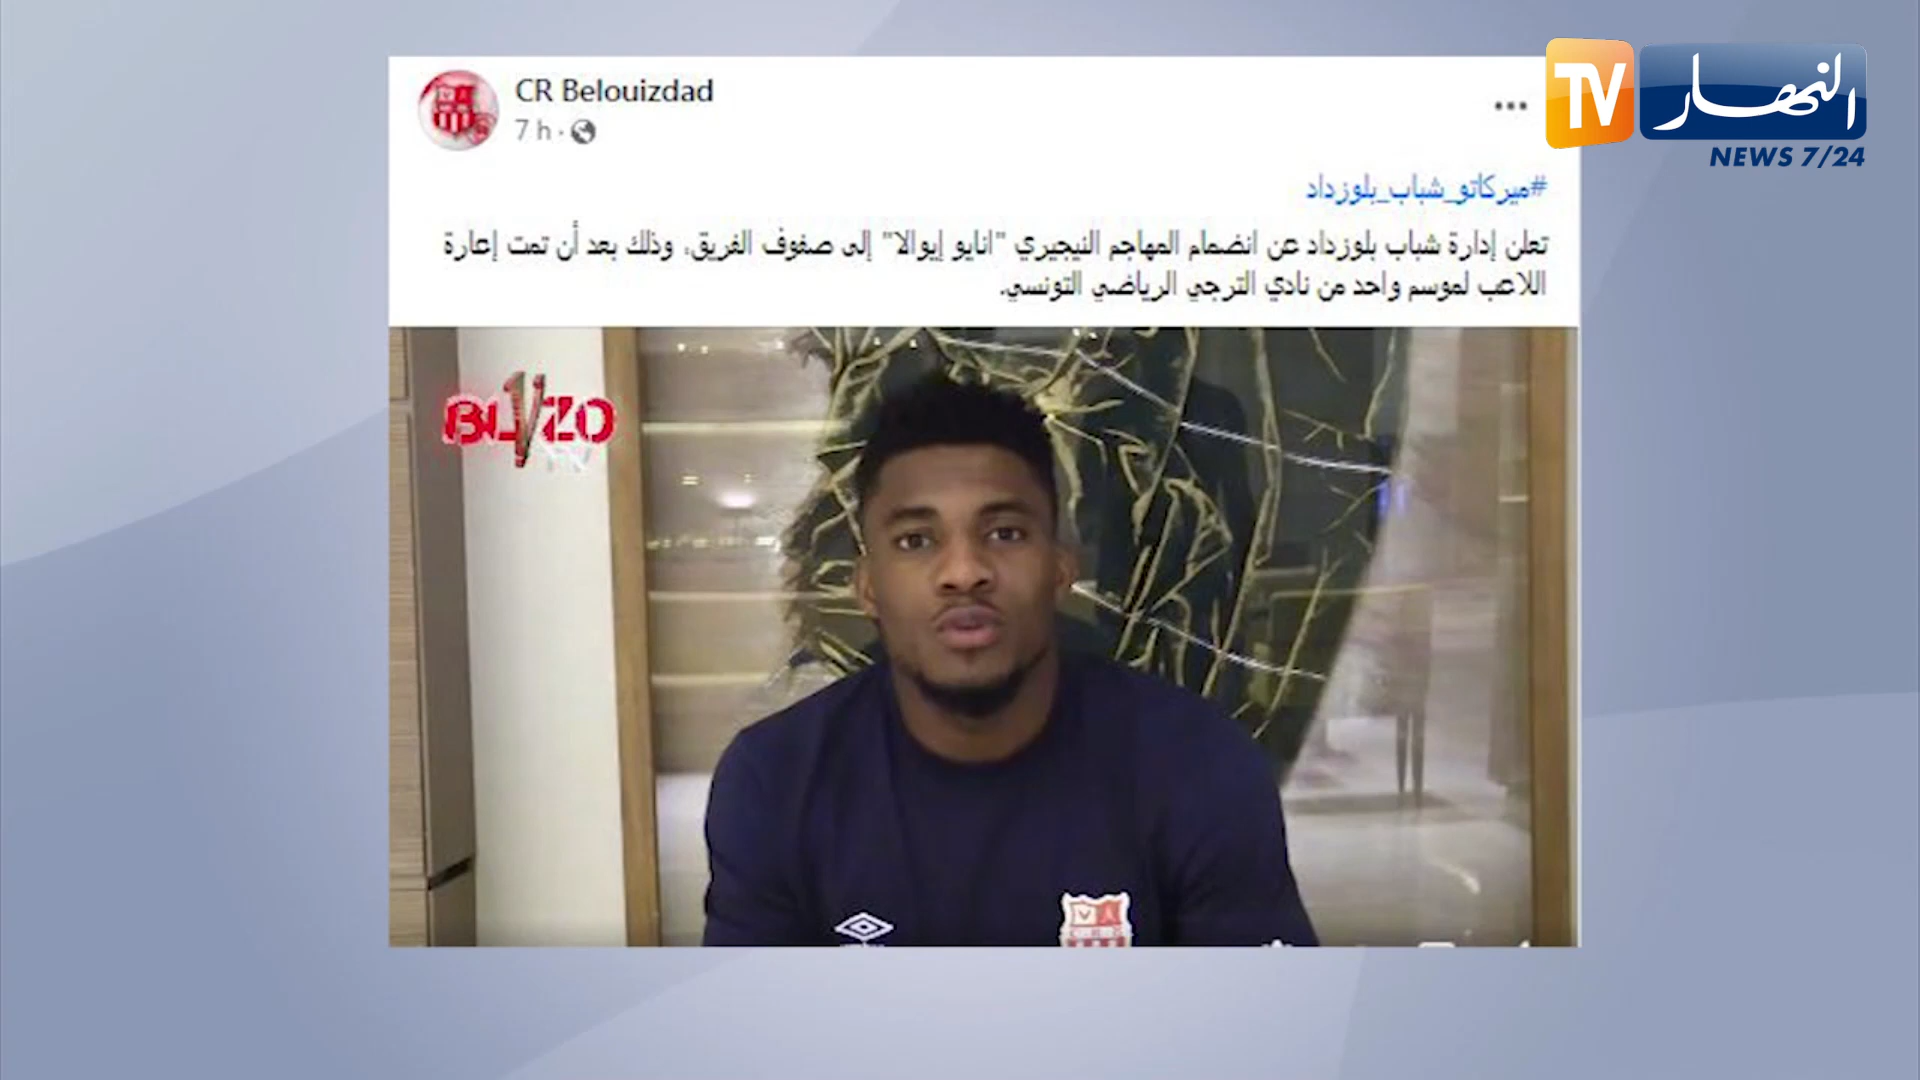 CR Belouizdad
7 h ·
TV النهار
NEWS 7/24
#ميركاتو_شباب_بلوزداد
تعلن إدارة شباب بلوزداد عن انضمام المهاجم النيجيري "انايو إيوالا" إلى صفوف الفريق، وذلك بعد أن تمت إعارة
اللاعب لموسم واحد من نادي الترجي الرياضي التونسي.
TV